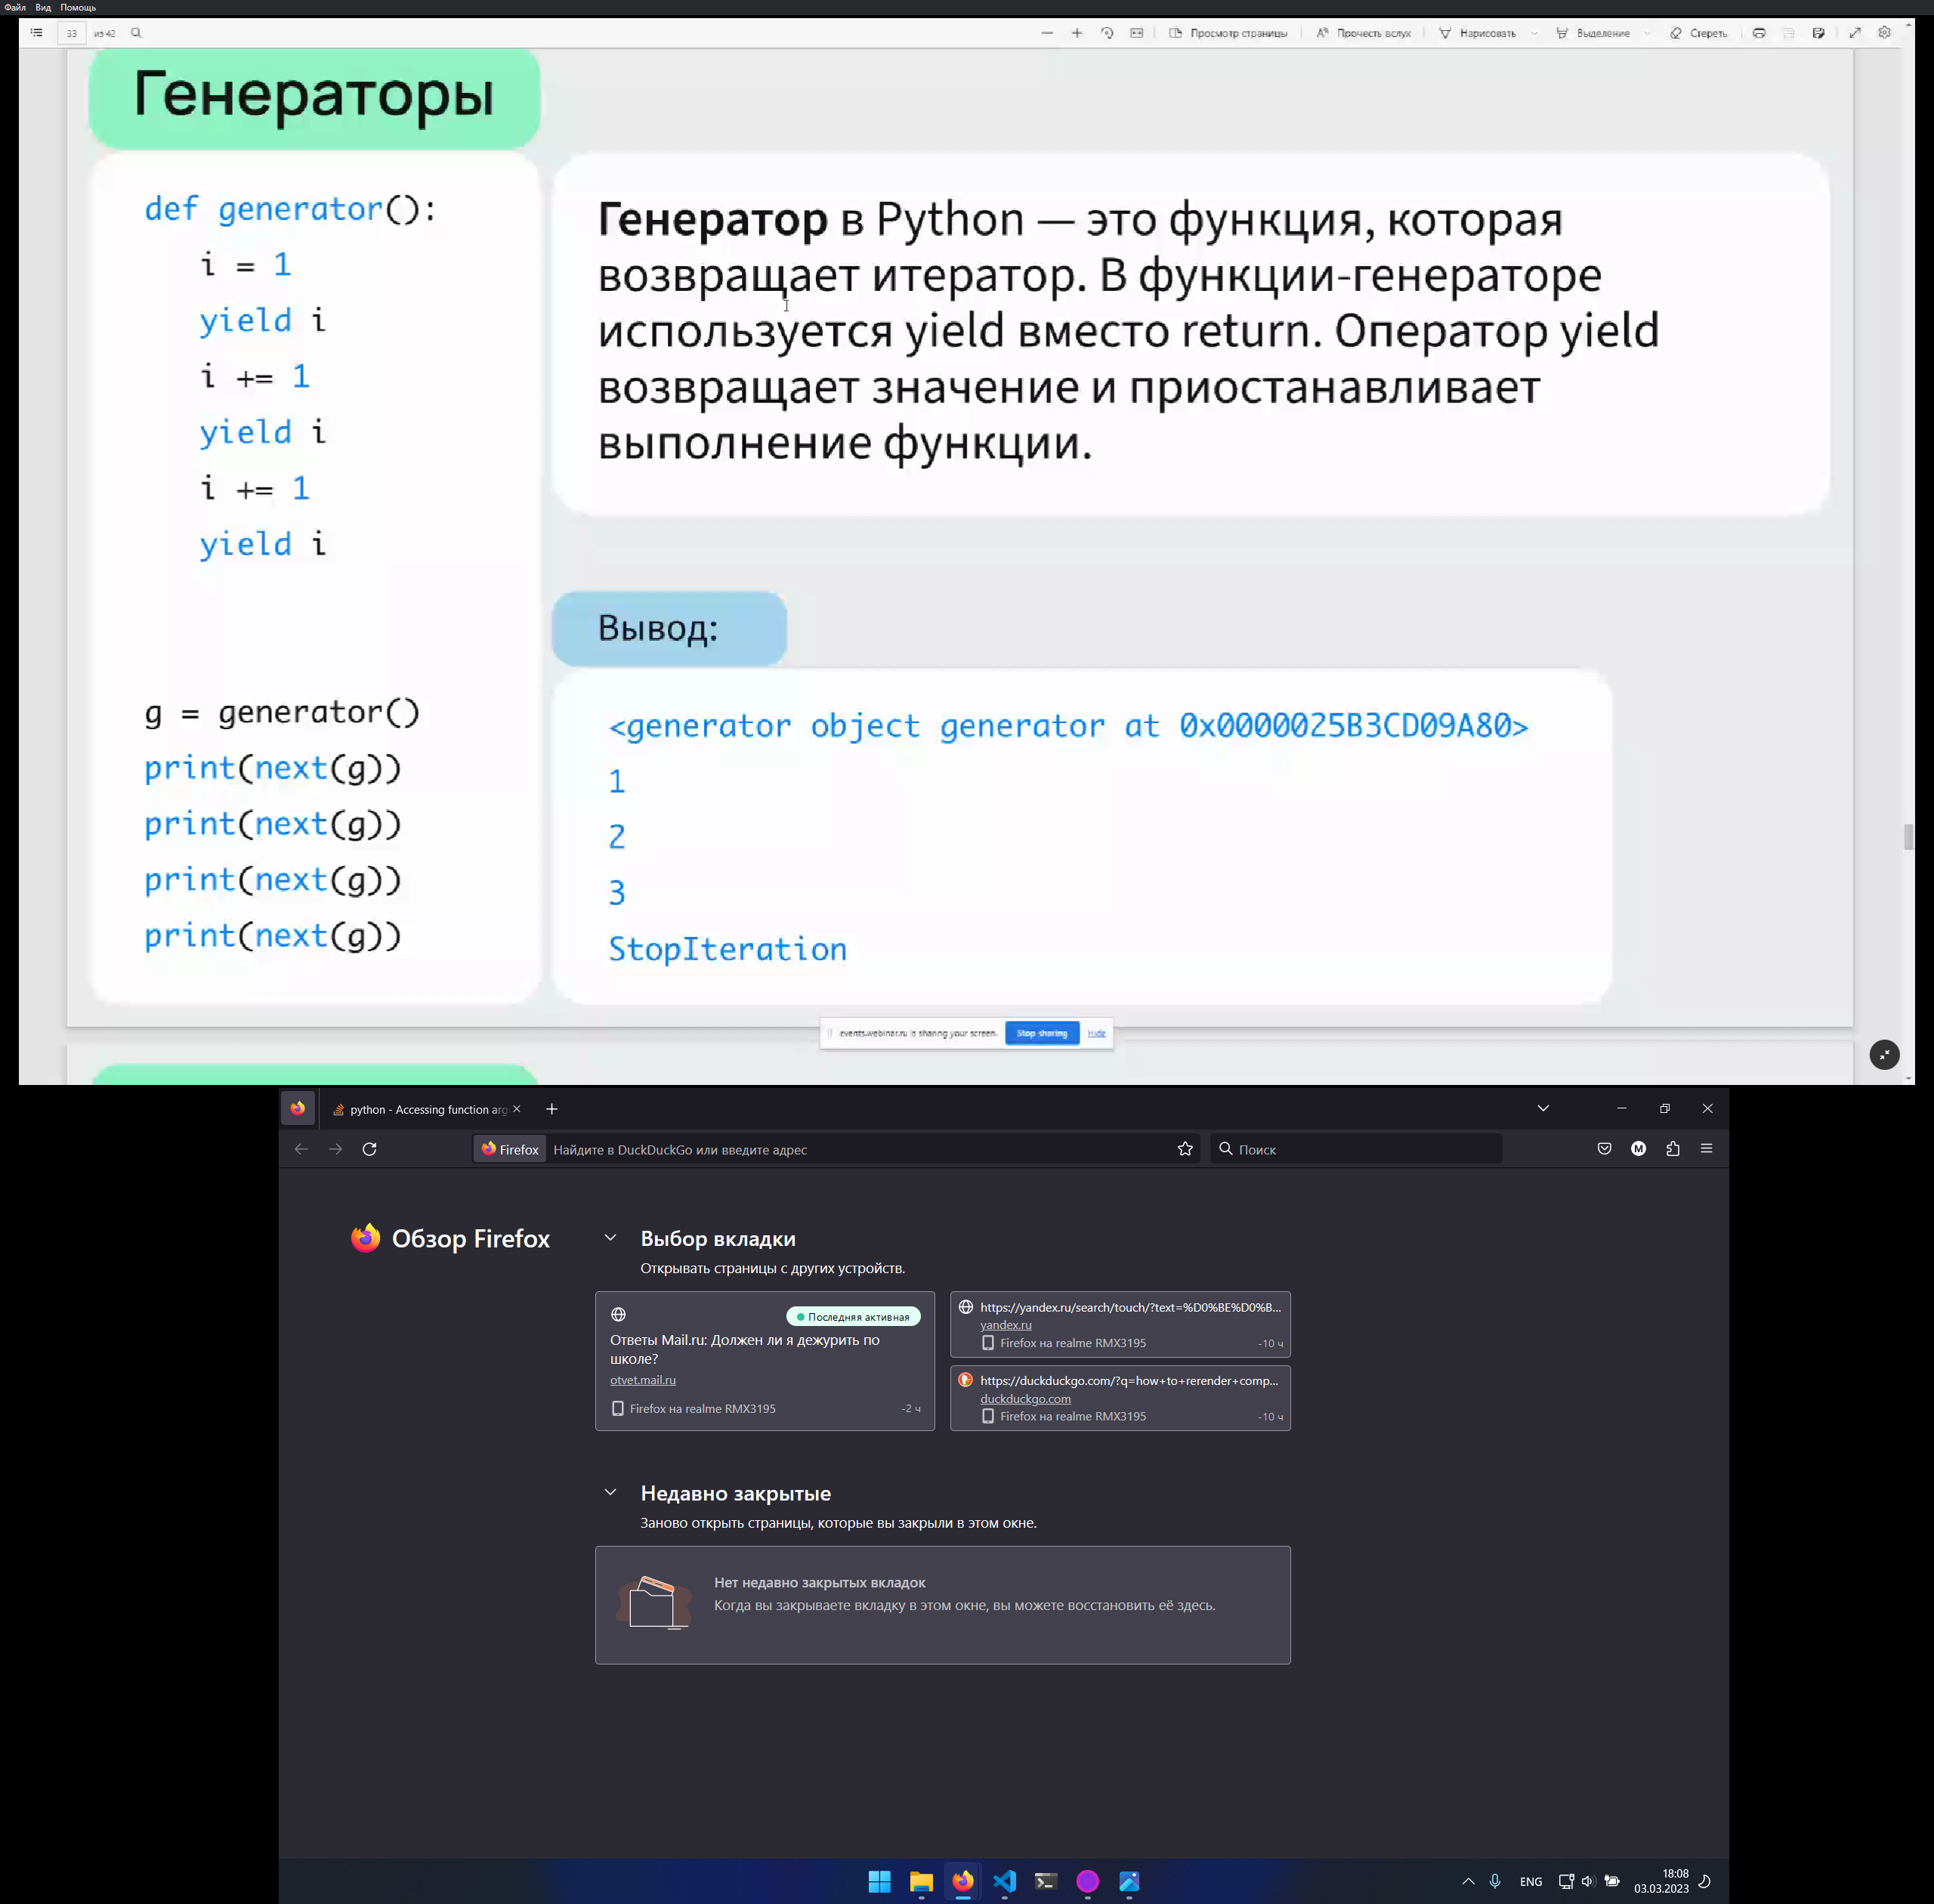 Файл Вид Помощь
33 из 42
Просмотр страницы
Прочесть вслух
Нарисовать
Выделение
Стереть
Генераторы
def generator():
i = 1
yield i
i += 1
yield i
i += 1
yield i
g = generator()
print(next(g))
print(next(g))
print(next(g))
print(next(g))
Генератор в Python — это функция, которая
возвращает итератор. В функции-генераторе
используется yield вместо return. Оператор yield
возвращает значение и приостанавливает
выполнение функции.
Вывод:
<generator object generator at 0x0000025B3CD09A80>
1
2
3
StopIteration
events.webinar.ru is sharing your screen. Stop sharing Hide
python - Accessing function arg
Firefox Найдите в DuckDuckGo или введите адрес
Поиск
M
Обзор Firefox
Выбор вкладки
Открывать страницы с других устройств.
Последняя активная
Ответы Mail.ru: Должен ли я дежурить по
школе?
otvet.mail.ru
Firefox на realme RMX3195 -2 ч
https://yandex.ru/search/touch/?text=%D0%BE%D0%B...
yandex.ru
Firefox на realme RMX3195 -10 ч
https://duckduckgo.com/?q=how+to+rerender+comp...
duckduckgo.com
Firefox на realme RMX3195 -10 ч
Недавно закрытые
Заново открыть страницы, которые вы закрыли в этом окне.
Нет недавно закрытых вкладок
Когда вы закрываете вкладку в этом окне, вы можете восстановить её здесь.
ENG
18:08
03.03.2023